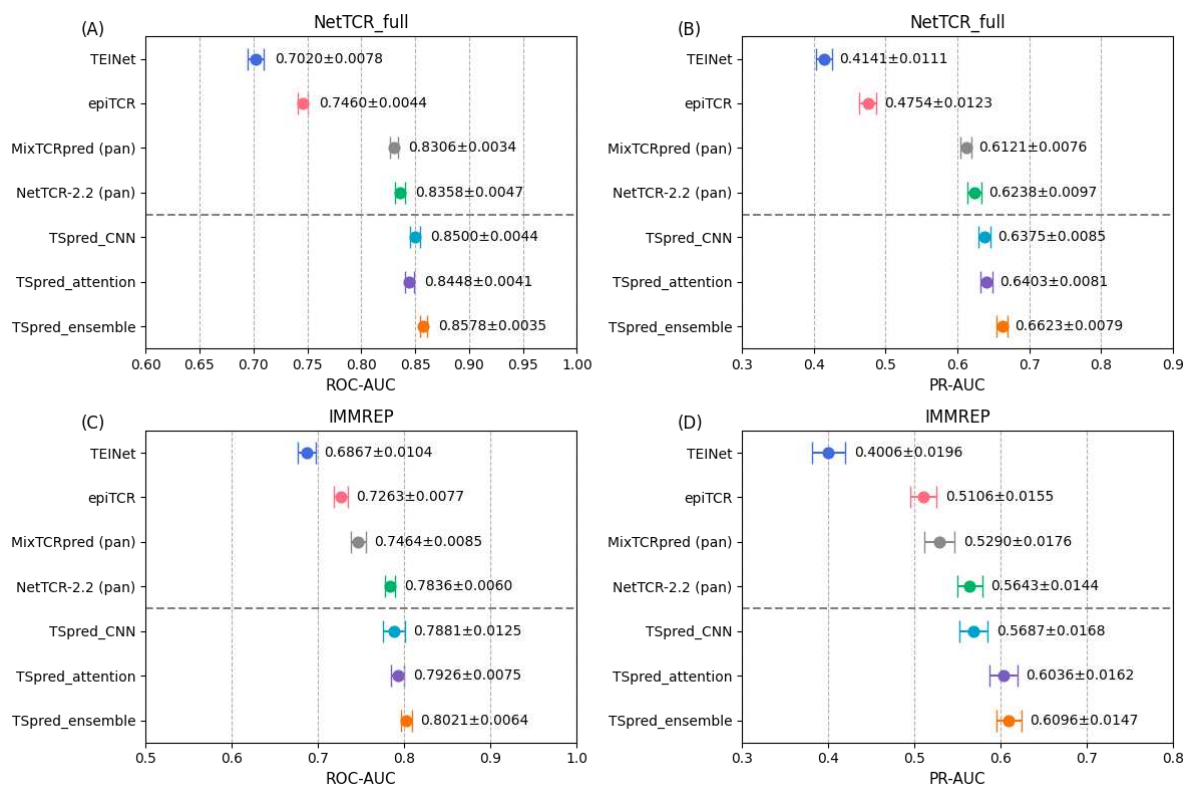 (A)
NetTCR_full
TEINet
0.7020±0.0078
epiTCR
0.7460±0.0044
MixTCRpred (pan)
0.8306±0.0034
NetTCR-2.2 (pan)
0.8358±0.0047
TSpred_CNN
0.8500±0.0044
TSpred_attention
0.8448±0.0041
TSpred_ensemble
0.8578±0.0035
0.60 0.65 0.70 0.75 0.80 0.85 0.90 0.95 1.00
ROC-AUC
(B)
NetTCR_full
TEINet
0.4141±0.0111
epiTCR
0.4754±0.0123
MixTCRpred (pan)
0.6121±0.0076
NetTCR-2.2 (pan)
0.6238±0.0097
TSpred_CNN
0.6375±0.0085
TSpred_attention
0.6403±0.0081
TSpred_ensemble
0.6623±0.0079
0.3 0.4 0.5 0.6 0.7 0.8 0.9
PR-AUC
(C)
IMMREP
TEINet
0.6867±0.0104
epiTCR
0.7263±0.0077
MixTCRpred (pan)
0.7464±0.0085
NetTCR-2.2 (pan)
0.7836±0.0060
TSpred_CNN
0.7881±0.0125
TSpred_attention
0.7926±0.0075
TSpred_ensemble
0.8021±0.0064
0.5 0.6 0.7 0.8 0.9 1.0
ROC-AUC
(D)
IMMREP
TEINet
0.4006±0.0196
epiTCR
0.5106±0.0155
MixTCRpred (pan)
0.5290±0.0176
NetTCR-2.2 (pan)
0.5643±0.0144
TSpred_CNN
0.5687±0.0168
TSpred_attention
0.6036±0.0162
TSpred_ensemble
0.6096±0.0147
0.3 0.4 0.5 0.6 0.7 0.8
PR-AUC